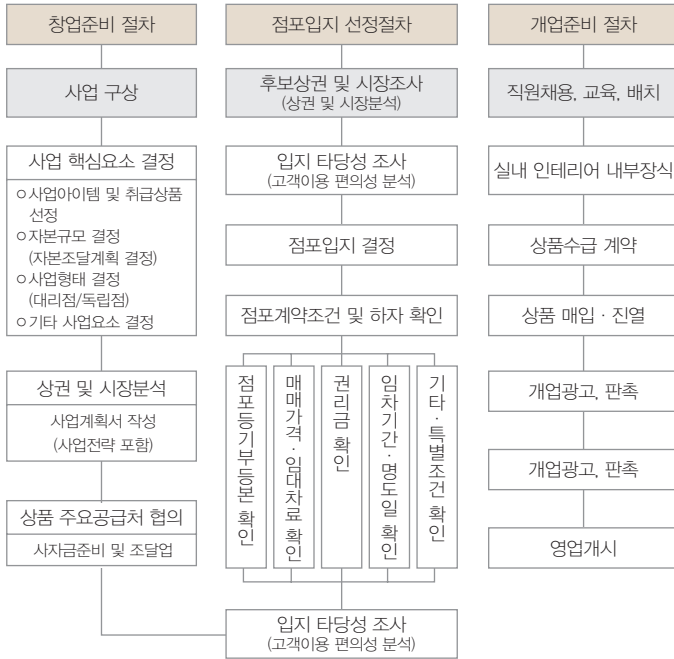 창업준비 절차
사업 구상
사업 핵심요소 결정
○사업아이템 및 취급상품
선정
○자본규모 결정
(자본조달계획 결정)
○사업형태 결정
(대리점/독립점)
○기타 사업요소 결정
상권 및 시장분석
사업계획서 작성
(사업전략 포함)
상품 주요공급처 협의
사자금준비 및 조달업
점포입지 선정절차
후보상권 및 시장조사
(상권 및 시장분석)
입지 타당성 조사
(고객이용 편의성 분석)
점포입지 결정
점포계약조건 및 하자 확인
점포등기부등본 확인
매매가격·임대차료 확인
권리금 확인
임차기간·명도일 확인
기타·특별조건 확인
입지 타당성 조사
(고객이용 편의성 분석)
개업준비 절차
직원채용, 교육, 배치
실내 인테리어 내부장식
상품수급 계약
상품 매입 · 진열
개업광고, 판촉
개업광고, 판촉
영업개시